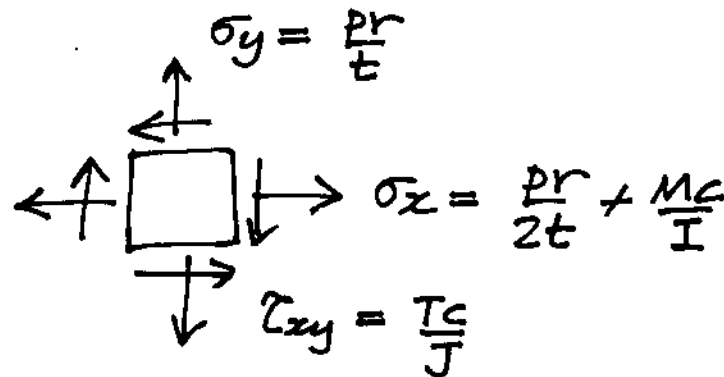 σy = pr/t
σx = pr/2t + Mc/I
τxy = Tc/J